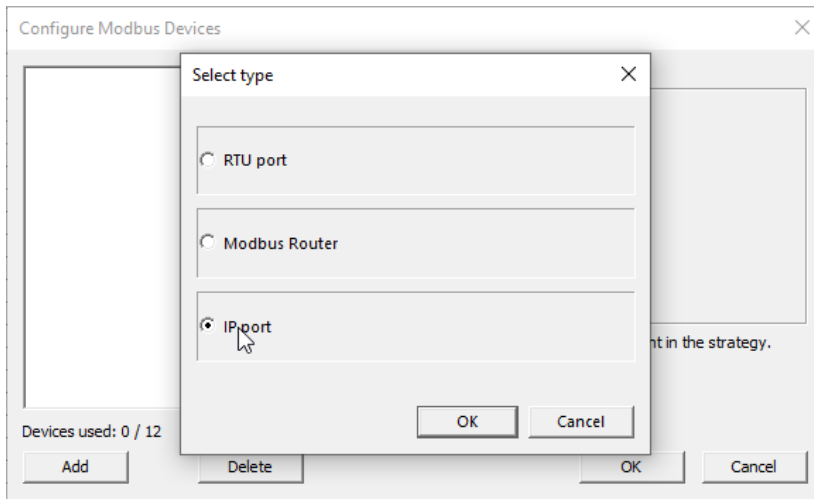 Configure Modbus Devices
Select type
RTU port
Modbus Router
IP port
nt in the strategy.
OK Cancel
Devices used: 0 / 12
Add Delete OK Cancel